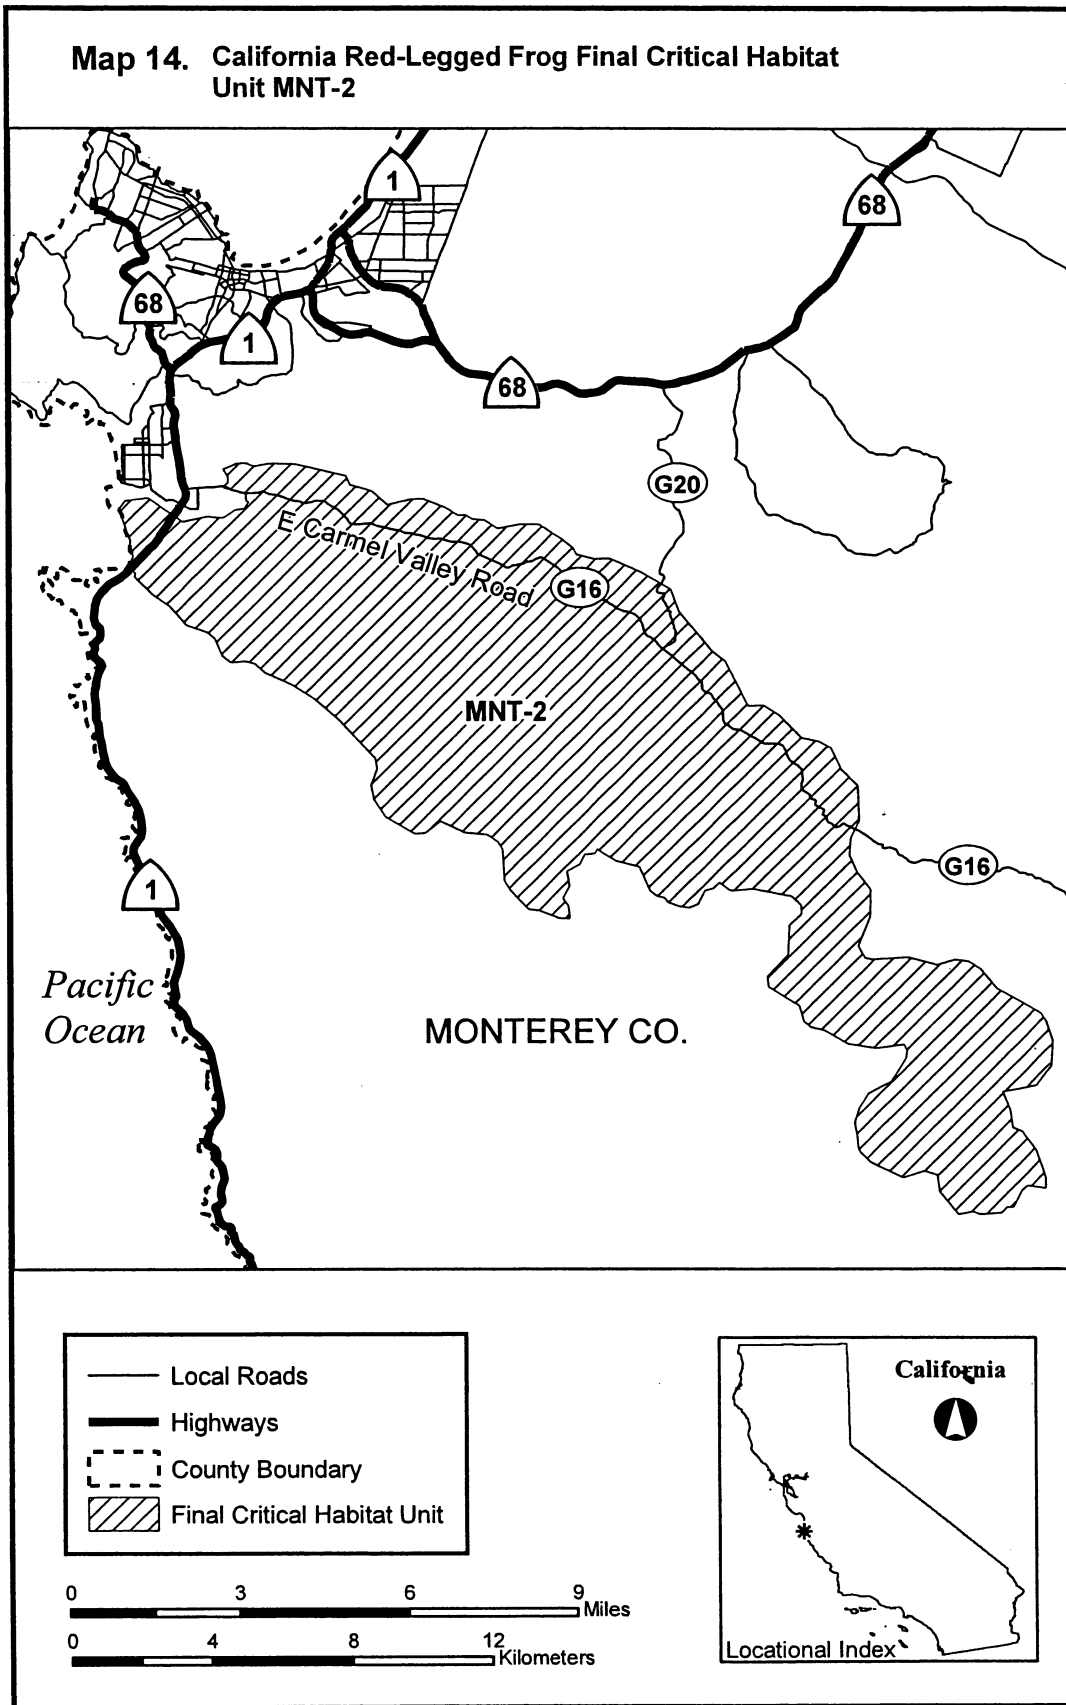 Map 14. California Red-Legged Frog Final Critical Habitat
Unit MNT-2
1
68
68
1
68
G20
E Carmel Valley Road
G16
MNT-2
G16
1
Pacific
Ocean
MONTEREY CO.
Local Roads
Highways
County Boundary
Final Critical Habitat Unit
0 3 6 9
Miles
0 4 8 12
Kilometers
California
Locational Index